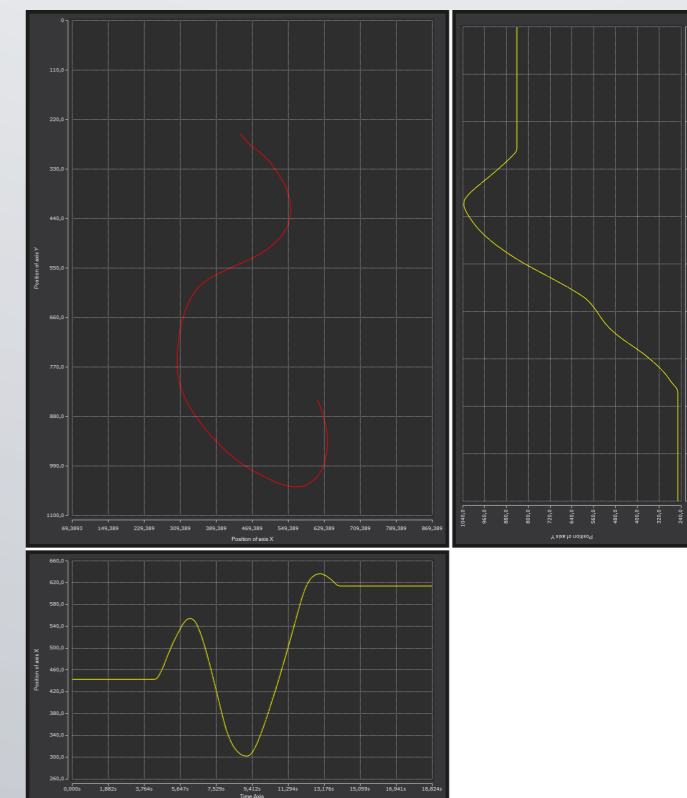 0
110,0
220,0
330,0
440,0
550,0
660,0
770,0
880,0
990,0
1100,0
Position of axis Y
69,3893 149,389 229,389 309,389 389,389 469,389 549,389 629,389 709,389 789,389 869,389
Position of axis X
1040,0 960,0 880,0 800,0 720,0 640,0 560,0 480,0 400,0 320,0 240,0
Position of axis Y
660,0
620,0
580,0
540,0
500,0
460,0
420,0
380,0
340,0
300,0
260,0
Position of axis X
0,000s 1,882s 3,764s 5,647s 7,529s 9,412s 11,294s 13,176s 15,059s 16,941s 18,824s
Time Axis